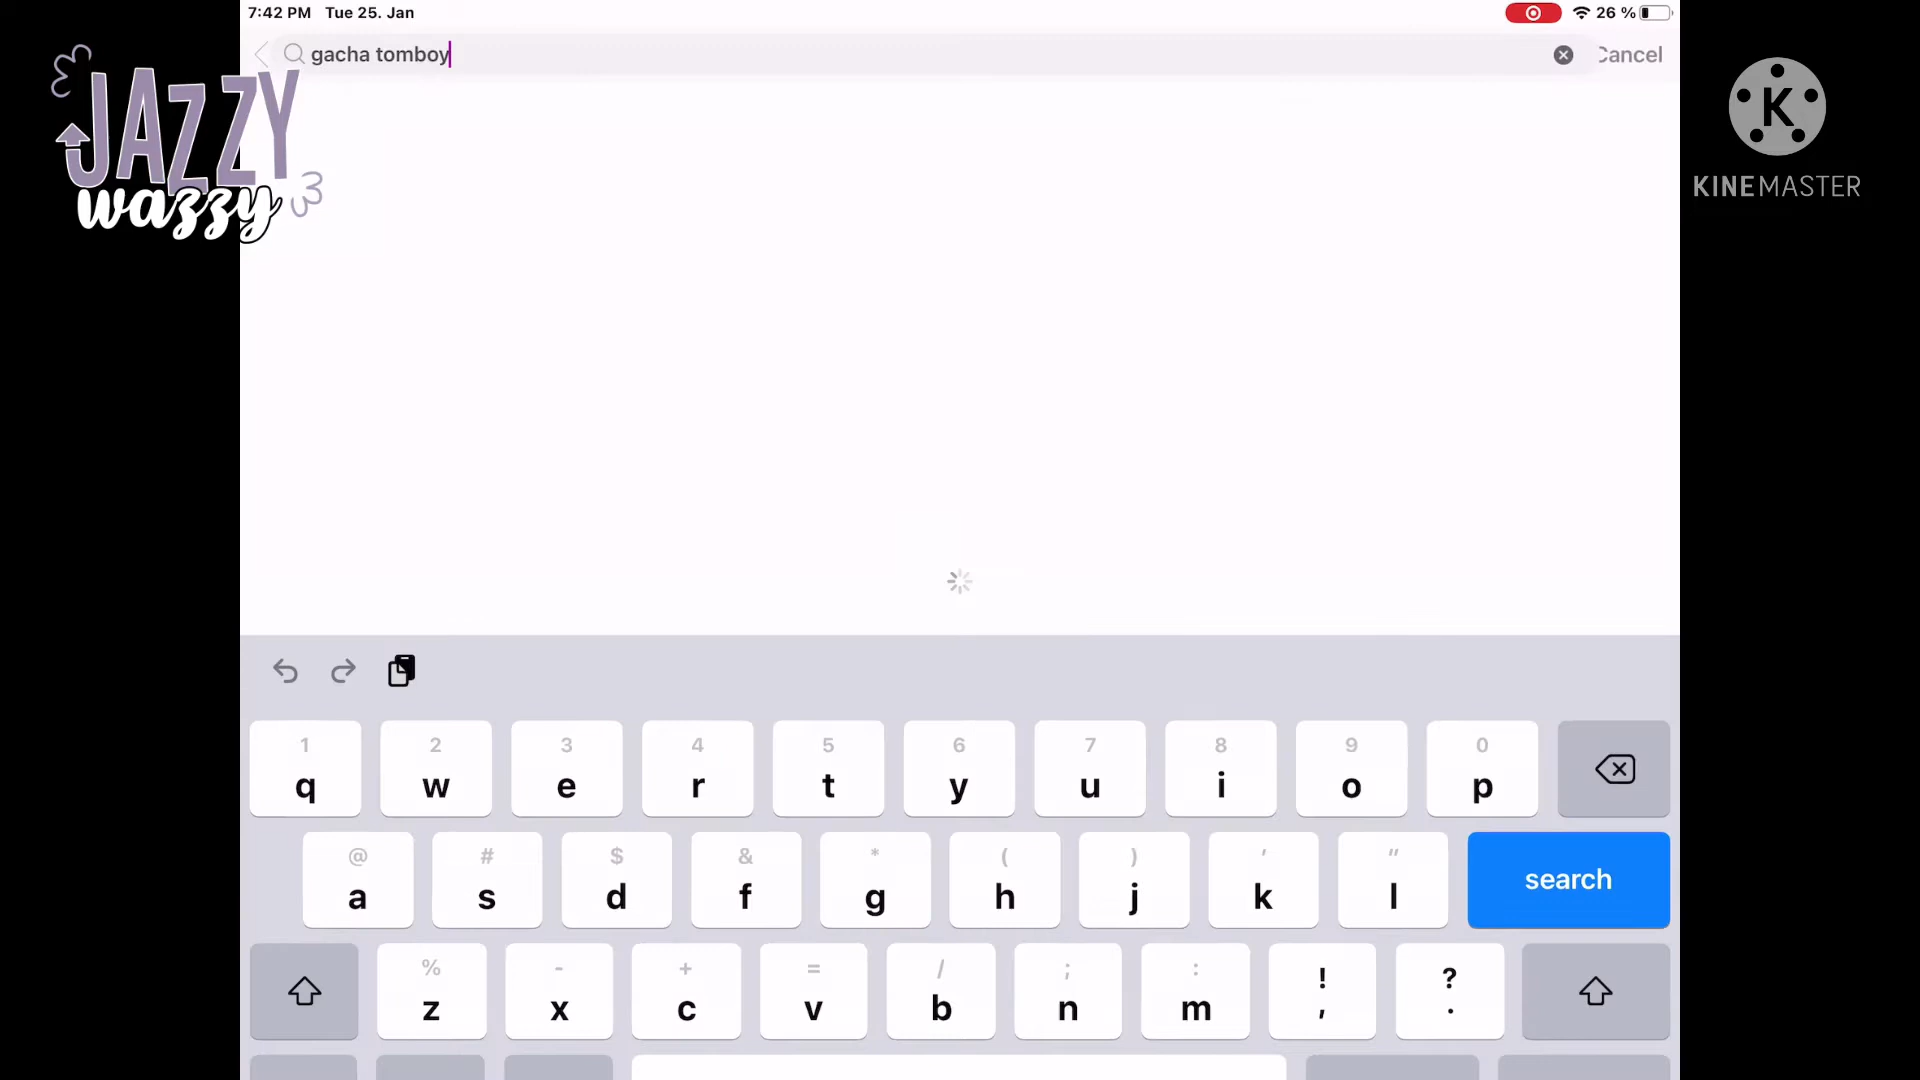 7:42 PM Tue 25. Jan
26 %
gacha tomboy
Cancel
JAZZY
wazzy
K
KINEMASTER
1 2 3 4 5 6 7 8 9 0
q w e r t y u i o p
@ # $ & * ( ) ' "
a s d f g h j k l
search
% - + = / ; : ! ?
z x c v b n m , .